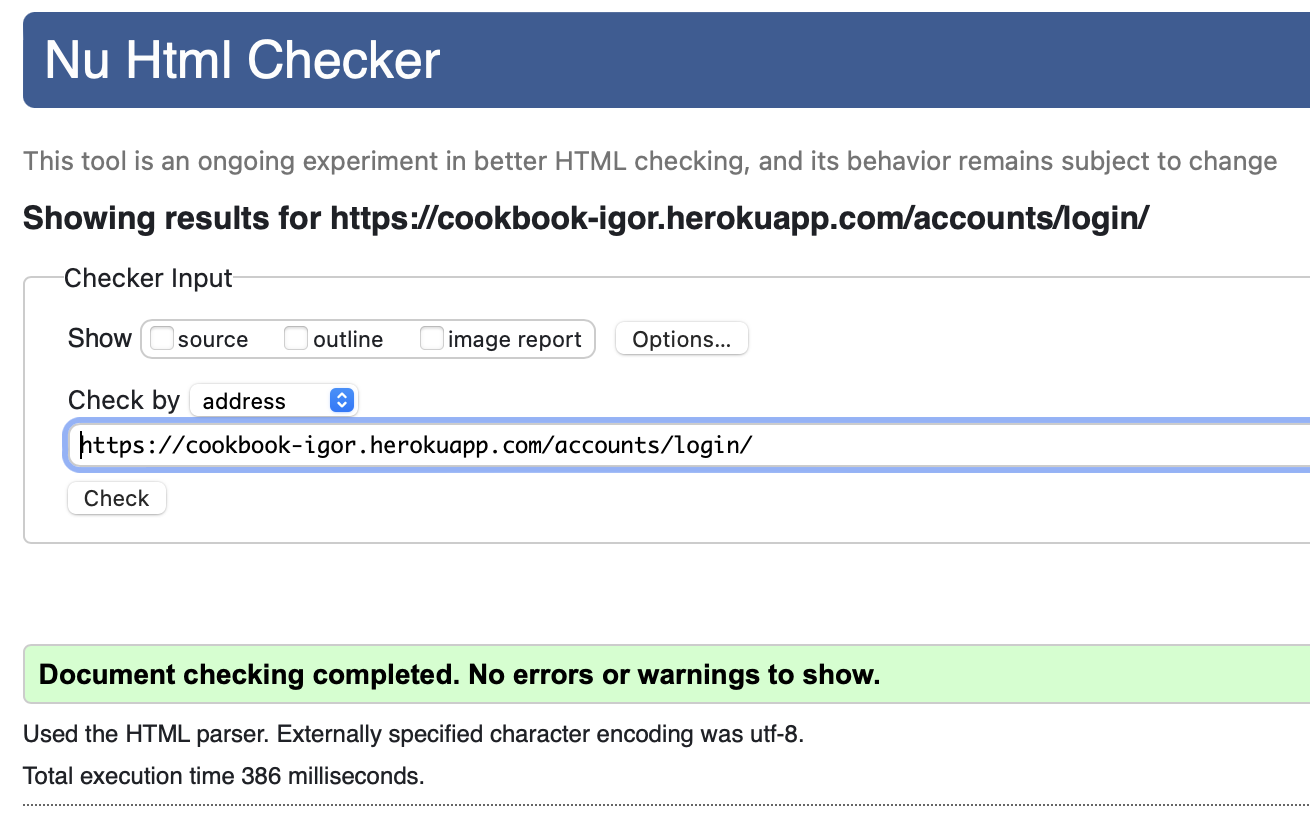 Nu Html Checker
This tool is an ongoing experiment in better HTML checking, and its behavior remains subject to change
Showing results for https://cookbook-igor.herokuapp.com/accounts/login/
Checker Input
Show source outline image report Options...
Check by address
https://cookbook-igor.herokuapp.com/accounts/login/
Check
Document checking completed. No errors or warnings to show.
Used the HTML parser. Externally specified character encoding was utf-8.
Total execution time 386 milliseconds.